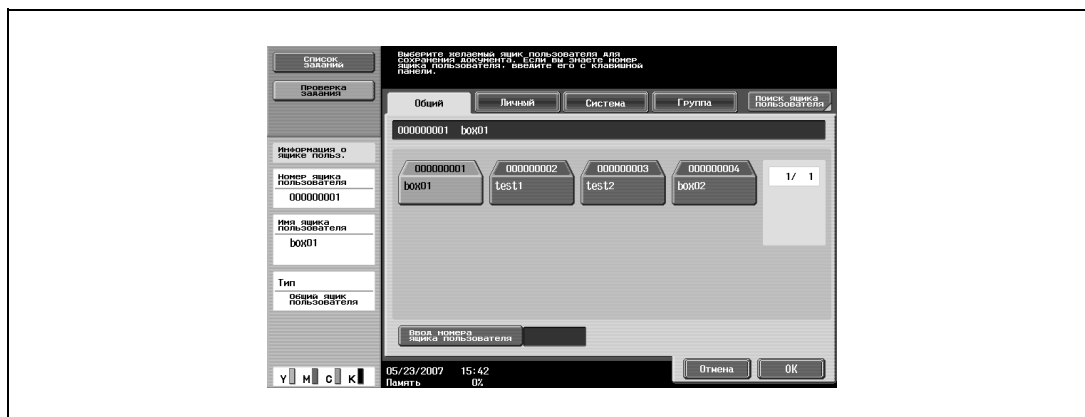 Список
заданий
Проверка
задания
Информация о
ящике польз.
Номер ящика
пользователя
000000001
Имя ящика
пользователя
box01
Тип
Общий ящик
пользователя
Y M C K
Выберите желаемый ящик пользователя для
сохранения документа. Если вы знаете номер
ящика пользователя, введите его с клавишной
панели.
Общий Личный Система Группа
Поиск ящика
пользователя
000000001 box01
000000001 000000002 000000003 000000004
box01 test1 test2 box02
1/ 1
Ввод номера
ящика пользователя
05/23/2007 15:42
Память 0%
Отмена OK